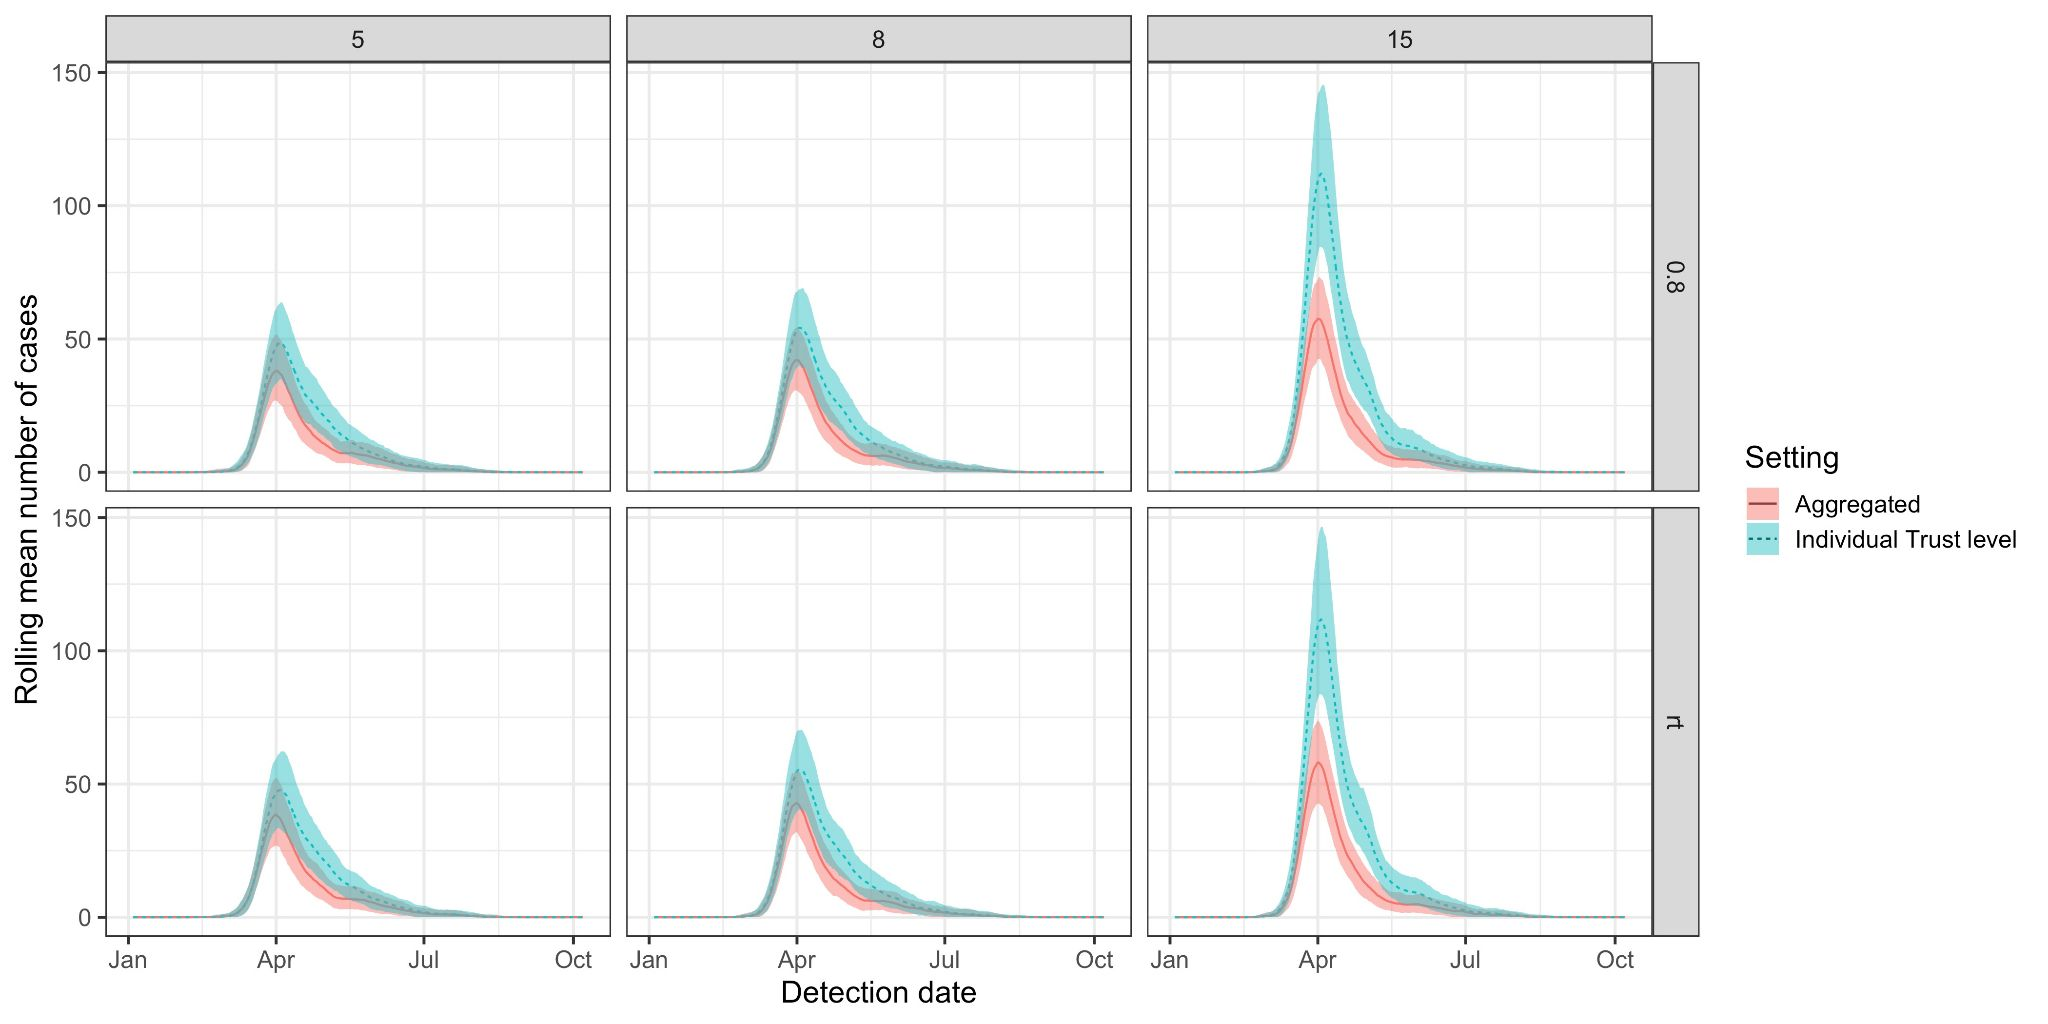 5
8
15
150
100
50
0
0.8
Rolling mean number of cases
Setting
Aggregated
Individual Trust level
150
100
50
0
rt
Jan
Apr
Jul
Oct
Jan
Apr
Jul
Oct
Jan
Apr
Jul
Oct
Detection date